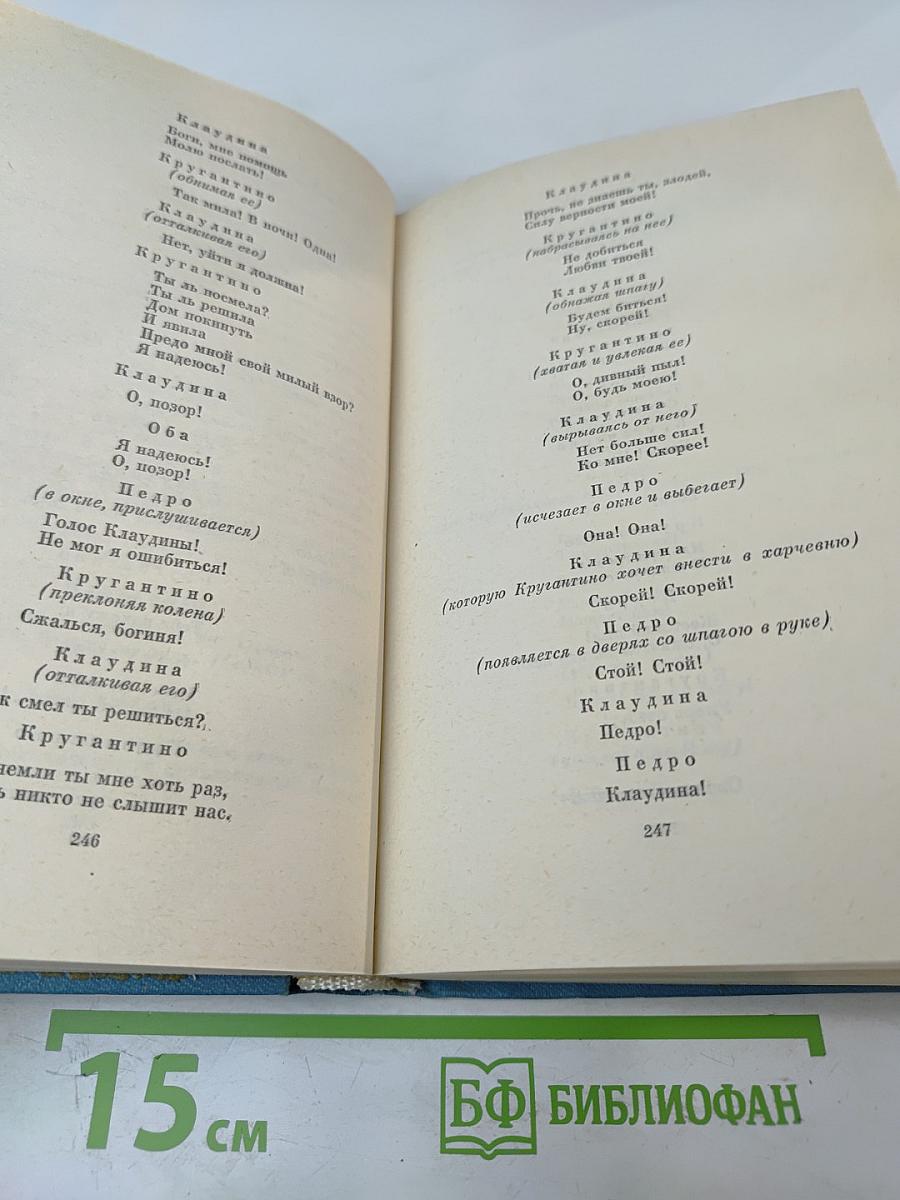 Клаудина
Боги, мне помощь
Молю послать!
Кругантино
(обнимая ее)
Так мила! В ночи! Одна!
Клаудина
(отталкивая его)
Нет, уйти я должна!
Кругантино
Ты ль посмела?
Ты ль решила
Дом покинуть
И явила
Предо мной свой милый взор?
Я надеюсь!
Клаудина
О, позор!
Оба
Я надеюсь!
О, позор!
Педро
(в окне, прислушивается)
Голос Клаудины!
Не мог я ошибиться!
Кругантино
(преклоняя колена)
Сжалься, богиня!
Клаудина
(отталкивая его)
к смел ты решиться?
Кругантино
немли ты мне хоть раз,
ь никто не слышит нас.
246
Клаудина
Прочь, не знаешь ты, злодей,
Силу верности моей!
Кругантино
(набрасываясь на нее)
Не добиться
Любви твоей!
Клаудина
(обнажая шпагу)
Будем биться!
Ну, скорей!
Кругантино
(хватая и увлекая ее)
О, дивный пыл!
О, будь моею!
Клаудина
(вырываясь от него)
Нет больше сил!
Ко мне! Скорее!
Педро
(исчезает в окне и выбегает)
Она! Она!
Клаудина
(которую Кругантино хочет внести в харчевню)
Скорей! Скорей!
Педро
(появляется в дверях со шпагою в руке)
Стой! Стой!
Клаудина
Педро!
Педро
Клаудина!
247
15 см
БФ БИБЛИОФАН